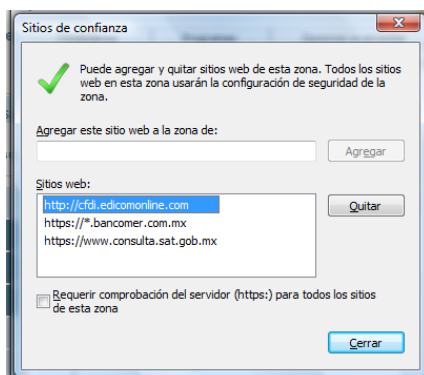 Sitios de confianza
Puede agregar y quitar sitios web de esta zona. Todos los sitios
web en esta zona usarán la configuración de seguridad de la
zona.
Agregar este sitio web a la zona de:
Agregar
Sitios web:
http://cfdi.edicomonline.com
Quitar
https://*.bancomer.com.mx
https://www.consulta.sat.gob.mx
Requerir comprobación del servidor (https:) para todos los sitios
de esta zona
Cerrar